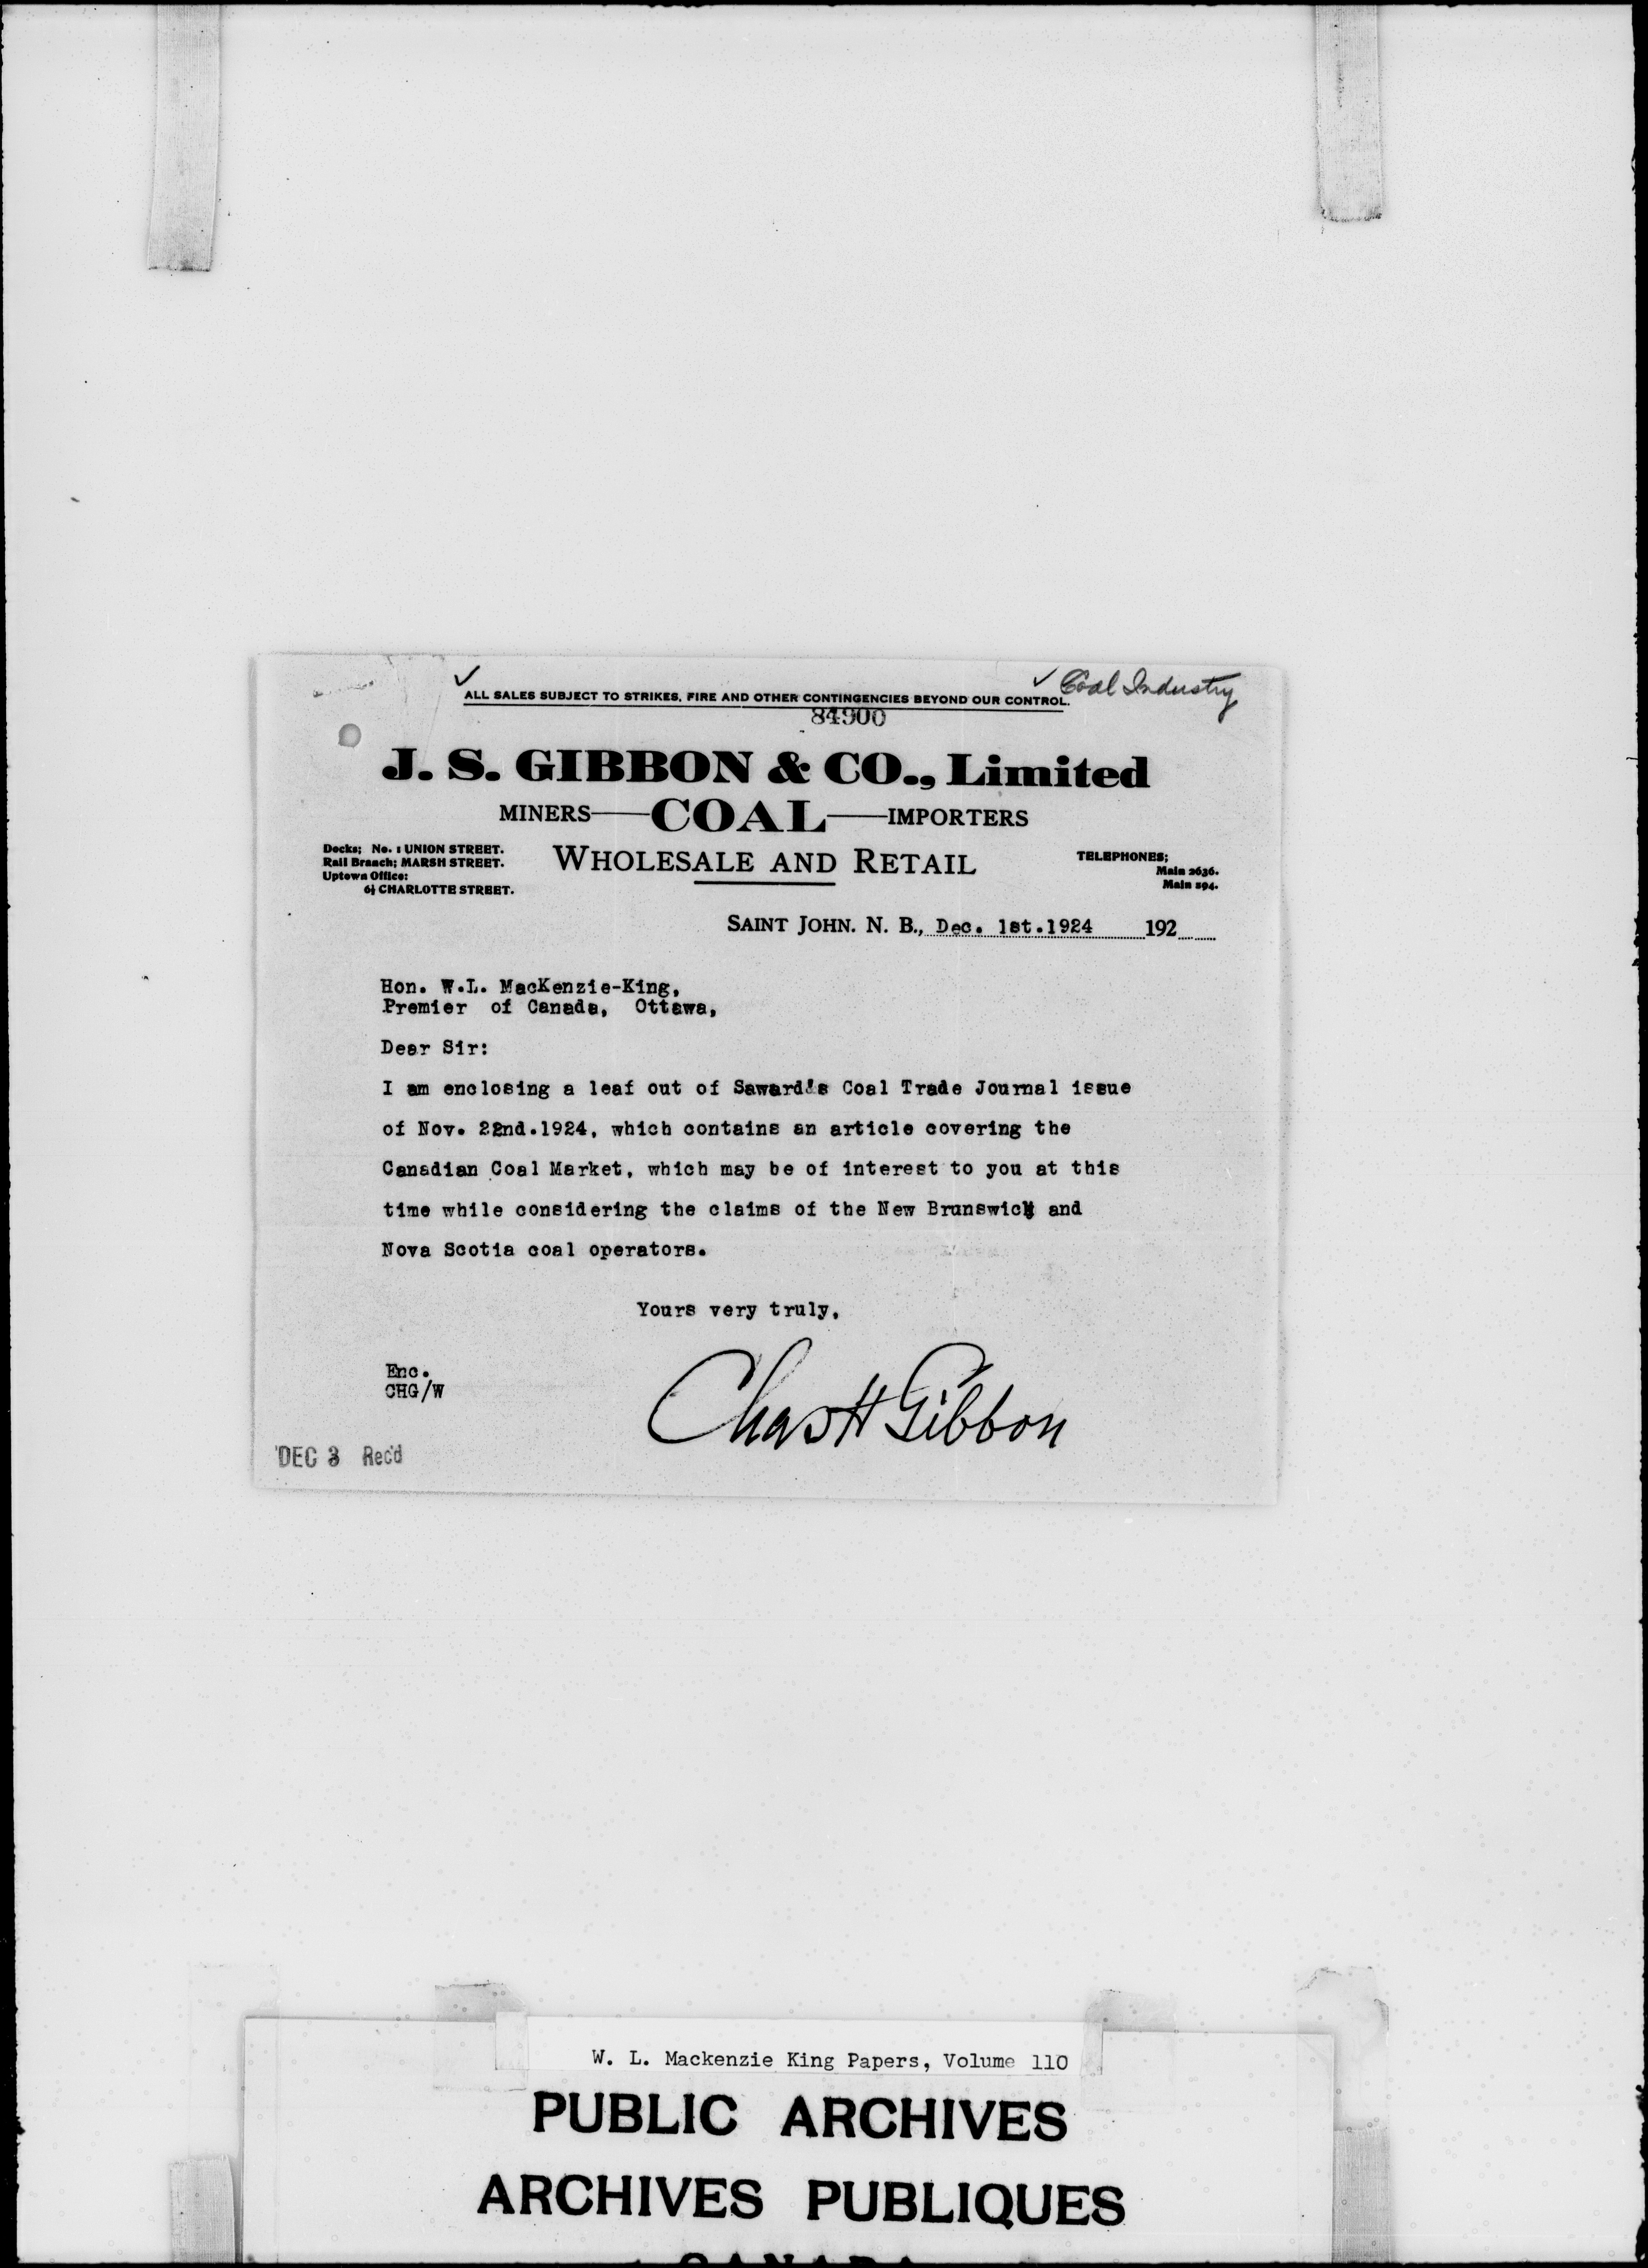 ✓ ✓ Coal Industry
ALL SALES SUBJECT TO STRIKES, FIRE AND OTHER CONTINGENCIES BEYOND OUR CONTROL.
84900
J. S. GIBBON & CO., Limited
MINERS—COAL—IMPORTERS
WHOLESALE AND RETAIL
Docks; No. 1 UNION STREET.
Rail Branch; MARSH STREET.
Uptown Office:
6½ CHARLOTTE STREET.
TELEPHONES;
Main 2636.
Main 594.
SAINT JOHN. N. B., Dec. 1st.1924 192
Hon. W.L. MacKenzie-King,
Premier of Canada, Ottawa,
Dear Sir:
I am enclosing a leaf out of Saward's Coal Trade Journal issue
of Nov. 22nd.1924, which contains an article covering the
Canadian Coal Market, which may be of interest to you at this
time while considering the claims of the New Brunswick and
Nova Scotia coal operators.
Yours very truly,
Enc.
CHG/W
Chas H Gibbon
DEC 3 Rec'd
W. L. Mackenzie King Papers, Volume 110
PUBLIC ARCHIVES
ARCHIVES PUBLIQUES
CANADA